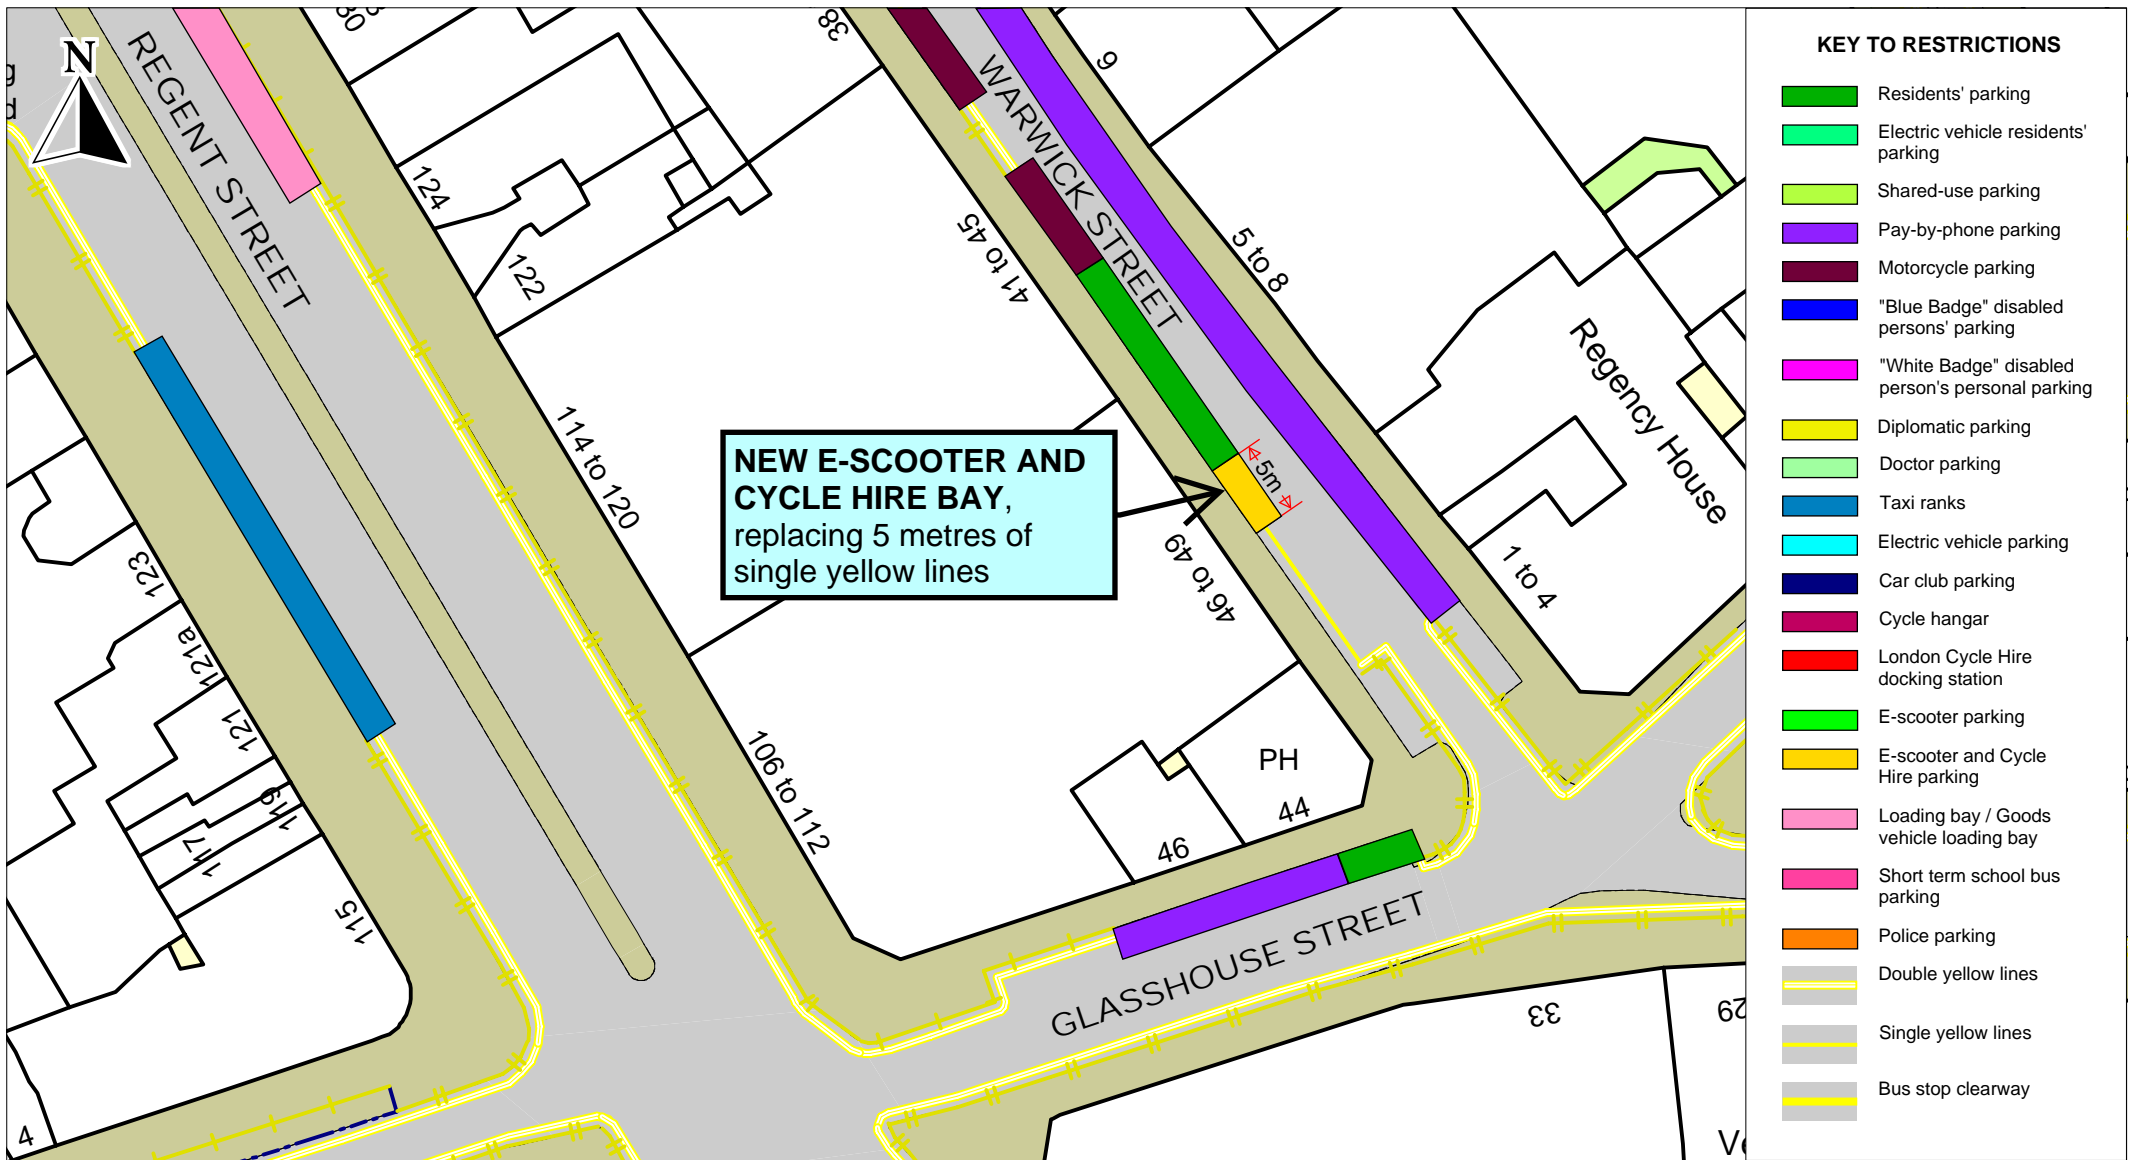 N
REGENT STREET
WARWICK STREET
GLASSHOUSE STREET
38
9
124
122
41 to 45
5 to 8
Regency House
114 to 120
NEW E-SCOOTER AND
CYCLE HIRE BAY,
replacing 5 metres of
single yellow lines
5m
46 to 49
1 to 4
123
121a
121
119
117
115
106 to 112
PH
44
46
33
29
4
KEY TO RESTRICTIONS
Residents' parking
Electric vehicle residents'
parking
Shared-use parking
Pay-by-phone parking
Motorcycle parking
"Blue Badge" disabled
persons' parking
"White Badge" disabled
person's personal parking
Diplomatic parking
Doctor parking
Taxi ranks
Electric vehicle parking
Car club parking
Cycle hangar
London Cycle Hire
docking station
E-scooter parking
E-scooter and Cycle
Hire parking
Loading bay / Goods
vehicle loading bay
Short term school bus
parking
Police parking
Double yellow lines
Single yellow lines
Bus stop clearway